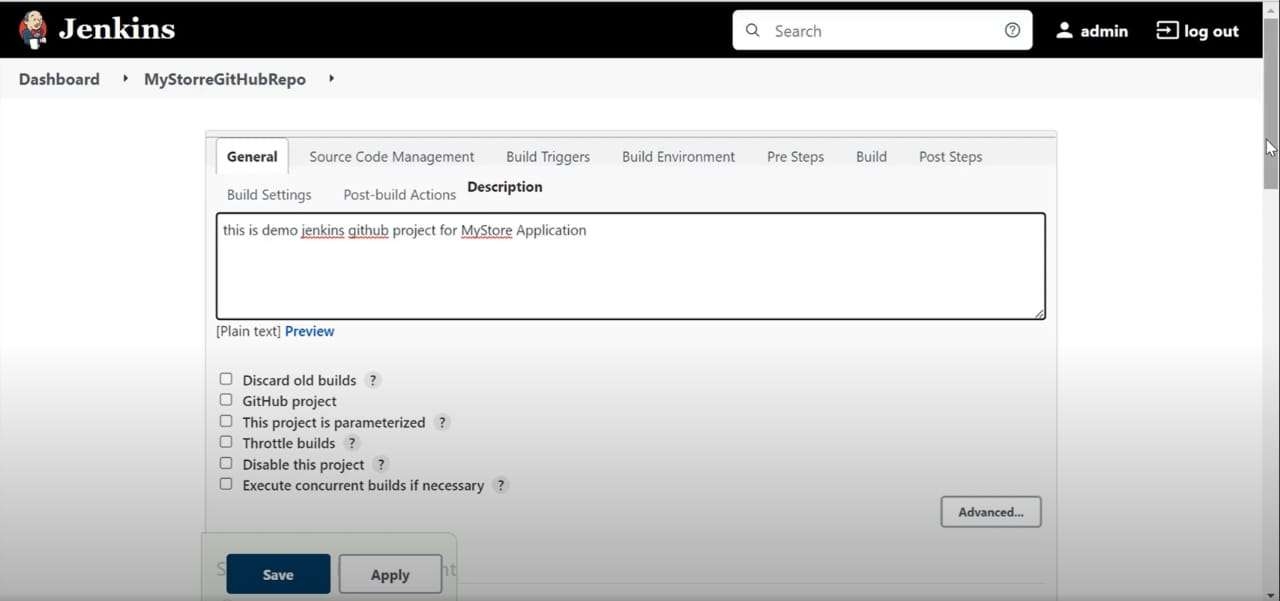 Jenkins
Search
admin
log out
Dashboard
MyStorreGitHubRepo
General Source Code Management Build Triggers Build Environment Pre Steps Build Post Steps
Build Settings Post-build Actions Description
this is demo jenkins github project for MyStore Application
[Plain text] Preview
Discard old builds ?
GitHub project
This project is parameterized ?
Throttle builds ?
Disable this project ?
Execute concurrent builds if necessary ?
Advanced...
Save Apply